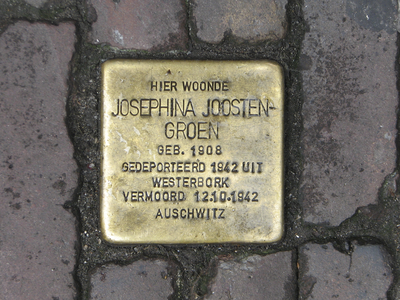 HIER WOONDE
JOSEPHINA JOOSTEN-
GROEN
GEB. 1908
GEDEPORTEERD 1942 UIT
WESTERBORK
VERMOORD 12.10.1942
AUSCHWITZ